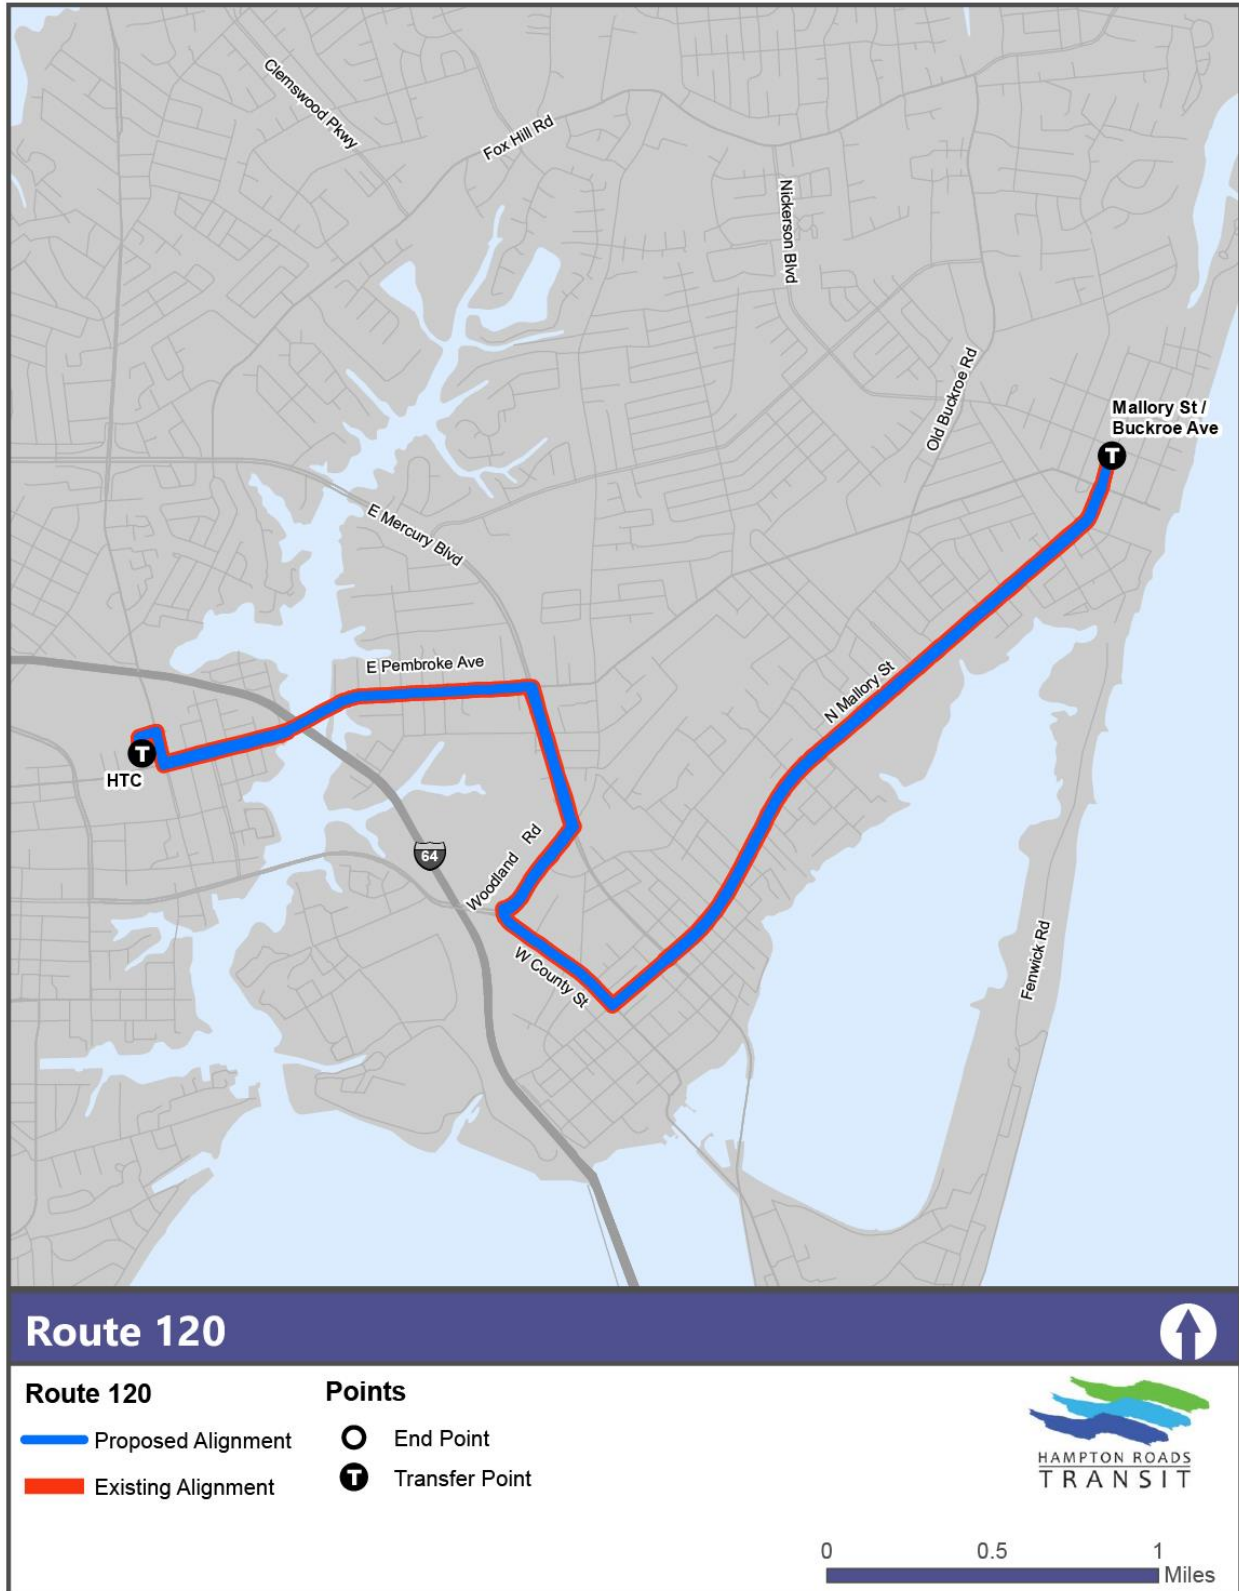 Clemswood Pkwy
Fox Hill Rd
Nickerson Blvd
Old Buckroe Rd
Mallory St /
Buckroe Ave
T
E Mercury Blvd
E Pembroke Ave
N Mallory St
T
HTC
Woodland Rd
64
W County St
Fenwick Rd
Route 120
Route 120
Points
Proposed Alignment
End Point
Existing Alignment
T Transfer Point
HAMPTON ROADS
TRANSIT
0 0.5 1
Miles